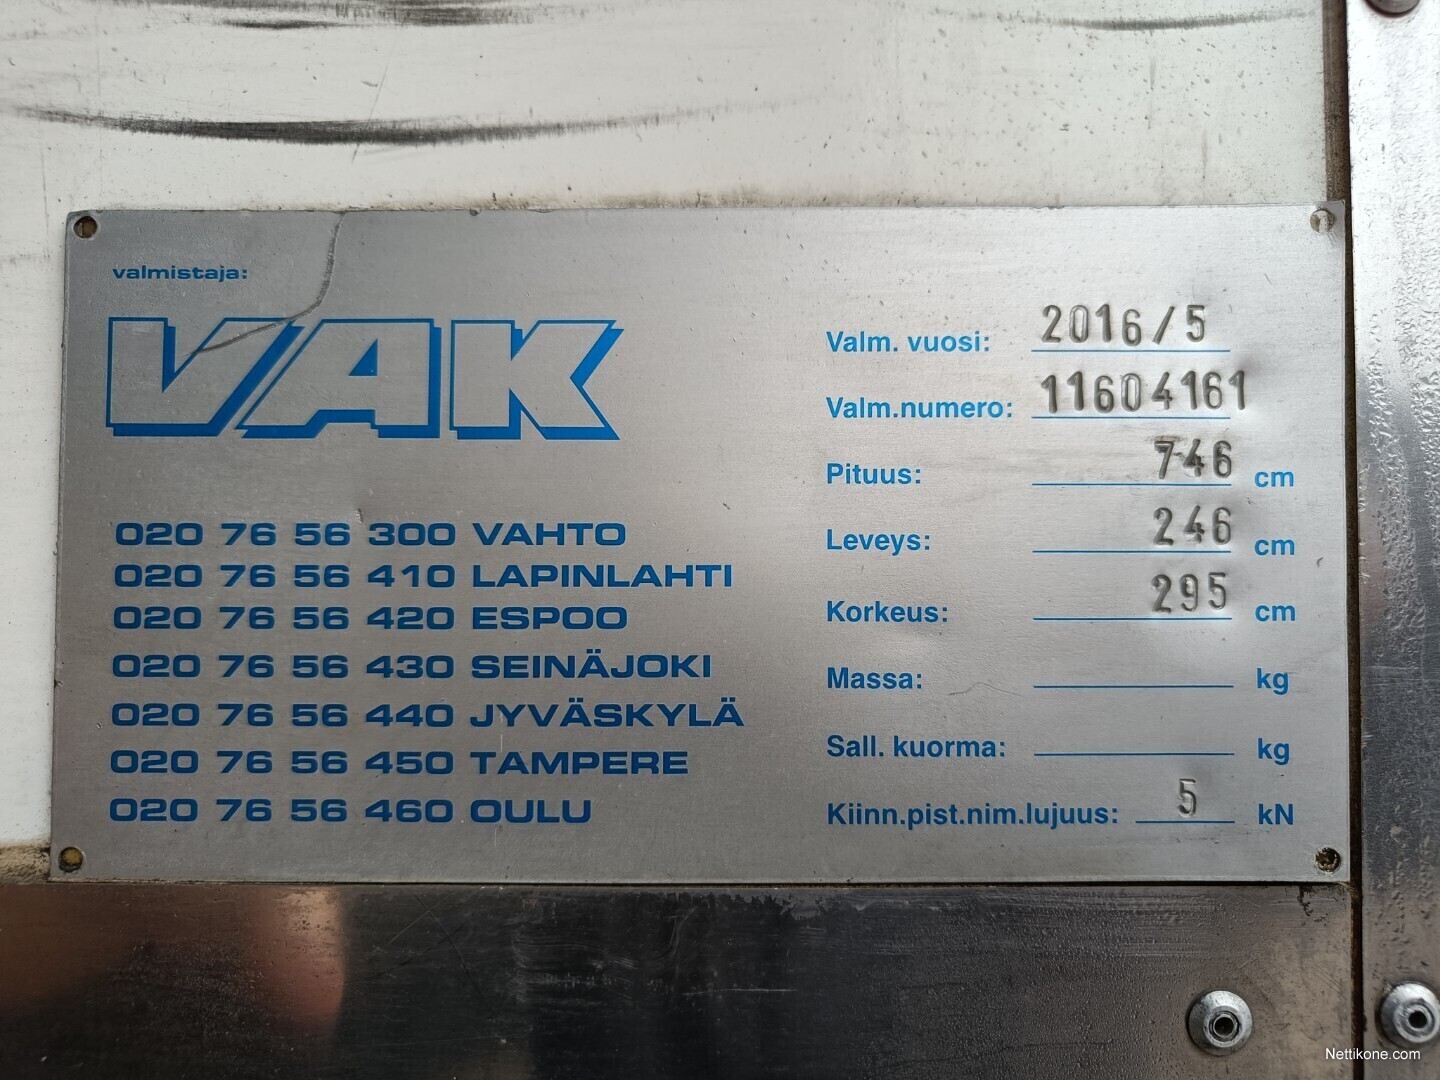 valmistaja:
VAK
020 76 56 300 VAHTO
020 76 56 410 LAPINLAHTI
020 76 56 420 ESPOO
020 76 56 430 SEINÄJOKI
020 76 56 440 JYVÄSKYLÄ
020 76 56 450 TAMPERE
020 76 56 460 OULU
Valm. vuosi: 2016/5
Valm.numero: 11604161
Pituus: 746 cm
Leveys: 246 cm
Korkeus: 295 cm
Massa: kg
Sall. kuorma: kg
Kiinn.pist.nim.lujuus: 5 kN
Nettikone.com